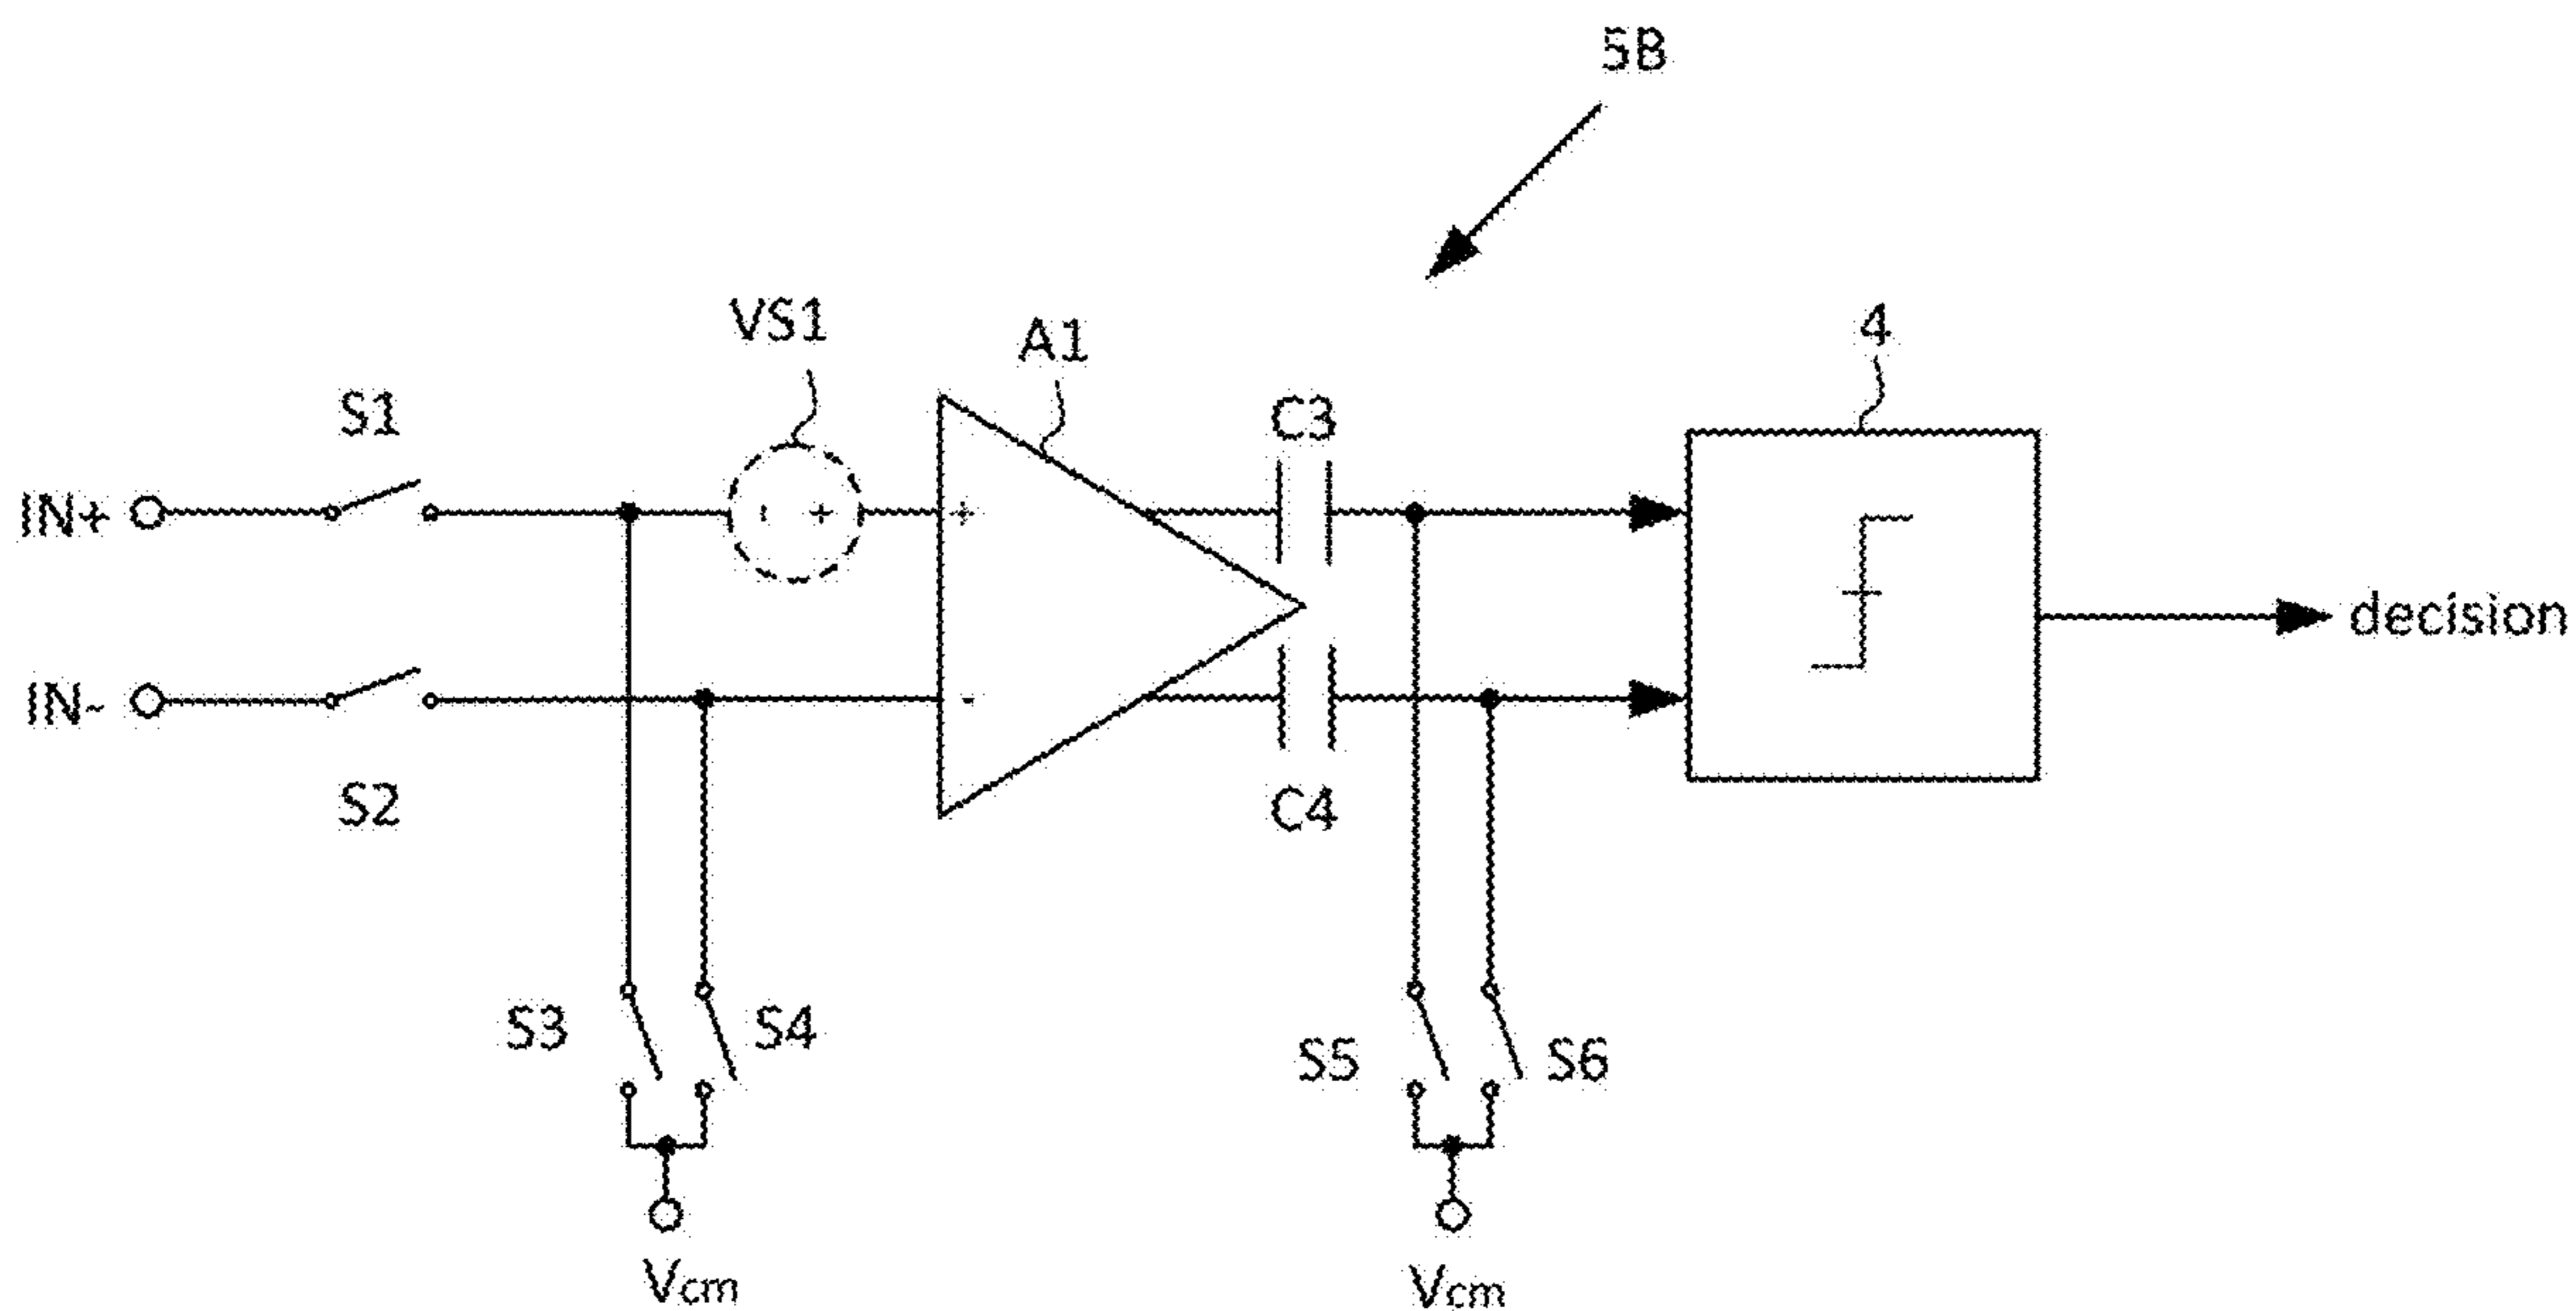 5B
VS1
A1
4
S1
C3
IN+
- +
+
decision
IN-
-
S2
C4
S3
S4
S5
S6
Vcm
Vcm